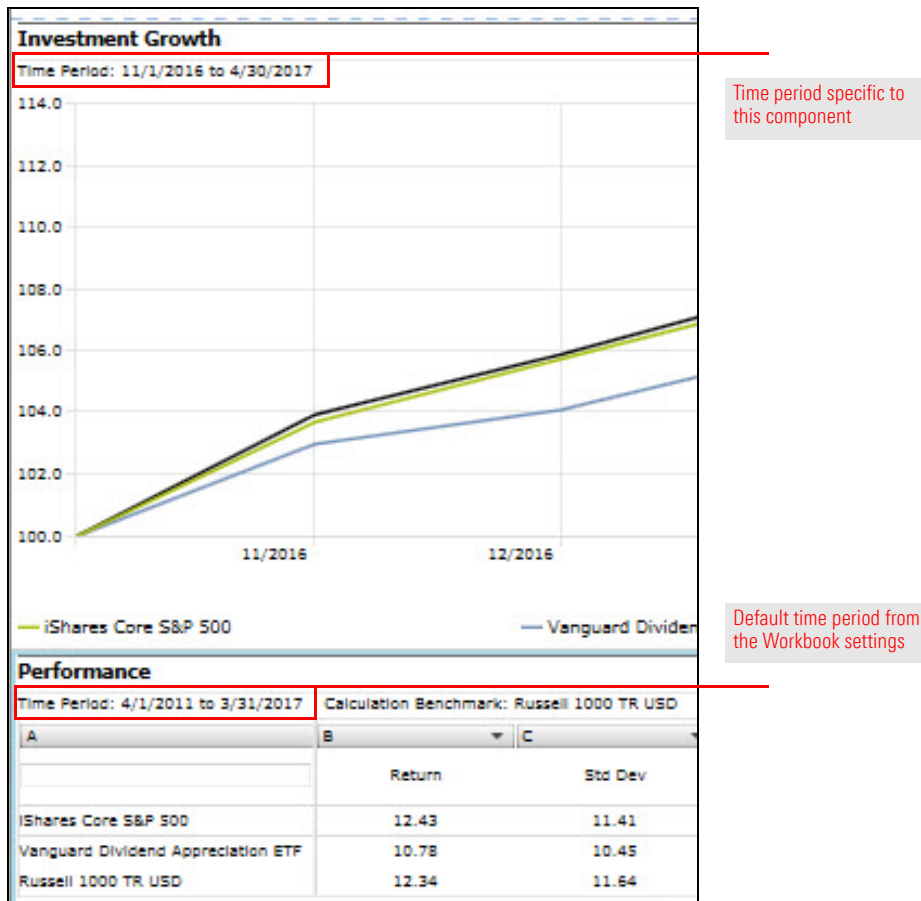 Investment Growth
Time Period: 11/1/2016 to 4/30/2017
Time period specific to
this component
114.0
112.0
110.0
108.0
106.0
104.0
102.0
100.0
11/2016 12/2016
iShares Core S&P 500 Vanguard Dividen
Default time period from
the Workbook settings
Performance
Time Period: 4/1/2011 to 3/31/2017 Calculation Benchmark: Russell 1000 TR USD
A B C
Return Std Dev
iShares Core S&P 500 12.43 11.41
Vanguard Dividend Appreciation ETF 10.78 10.45
Russell 1000 TR USD 12.34 11.64